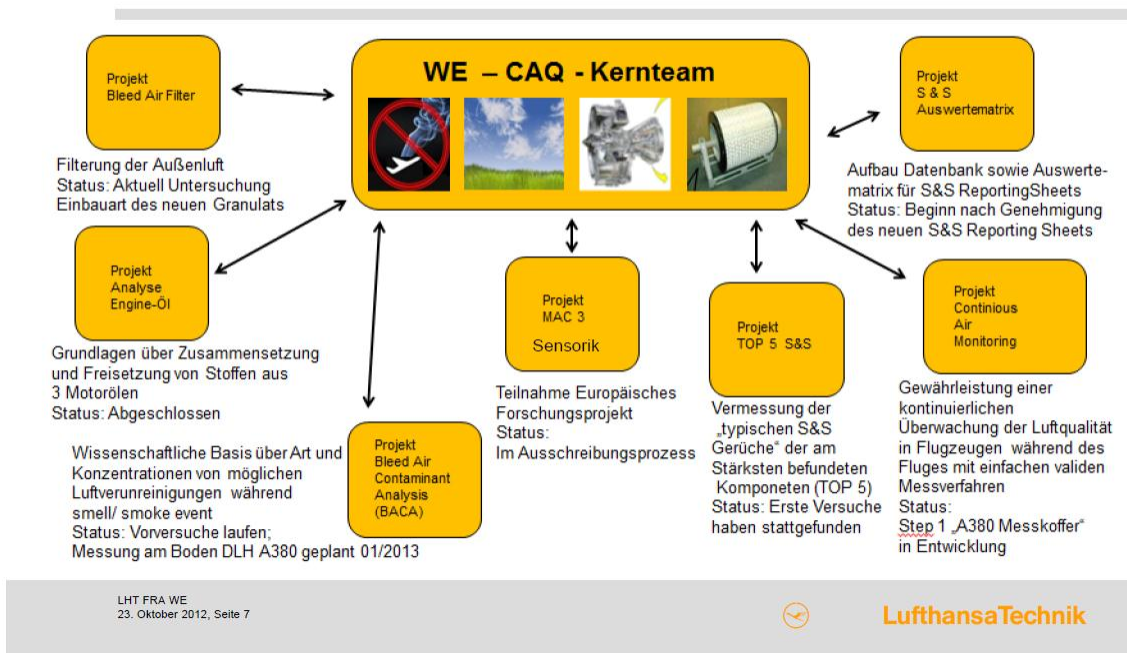 WE – CAQ - Kernteam
Projekt
Bleed Air Filter
Filterung der Außenluft
Status: Aktuell Untersuchung
Einbauart des neuen Granulats
Projekt
S & S
Auswertematrix
Aufbau Datenbank sowie Auswerte-
matrix für S&S ReportingSheets
Status: Beginn nach Genehmigung
des neuen S&S Reporting Sheets
Projekt
Analyse
Engine-Öl
Grundlagen über Zusammensetzung
und Freisetzung von Stoffen aus
3 Motorölen
Status: Abgeschlossen
Projekt
Bleed Air
Contaminant
Analysis
(BACA)
Wissenschaftliche Basis über Art und
Konzentrationen von möglichen
Luftverunreinigungen während
smell/ smoke event
Status: Vorversuche laufen;
Messung am Boden DLH A380 geplant 01/2013
Projekt
MAC 3
Sensorik
Teilnahme Europäisches
Forschungsprojekt
Status:
Im Ausschreibungsprozess
Projekt
TOP 5 S&S
Vermessung der
„typischen S&S
Gerüche“ der am
Stärksten befundeten
Komponeten (TOP 5)
Status: Erste Versuche
haben stattgefunden
Projekt
Continious
Air
Monitoring
Gewährleistung einer
kontinuierlichen
Überwachung der Luftqualität
in Flugzeugen während des
Fluges mit einfachen validen
Messverfahren
Status:
Step 1 „A380 Messkoffer“
in Entwicklung
LHT FRA WE
23. Oktober 2012, Seite 7
LufthansaTechnik